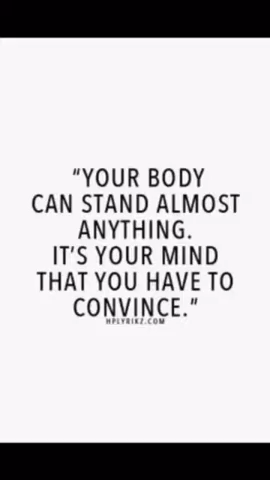 “YOUR BODY
CAN STAND ALMOST
ANYTHING.
IT’S YOUR MIND
THAT YOU HAVE TO
CONVINCE.”
HPLYRIKZ.COM